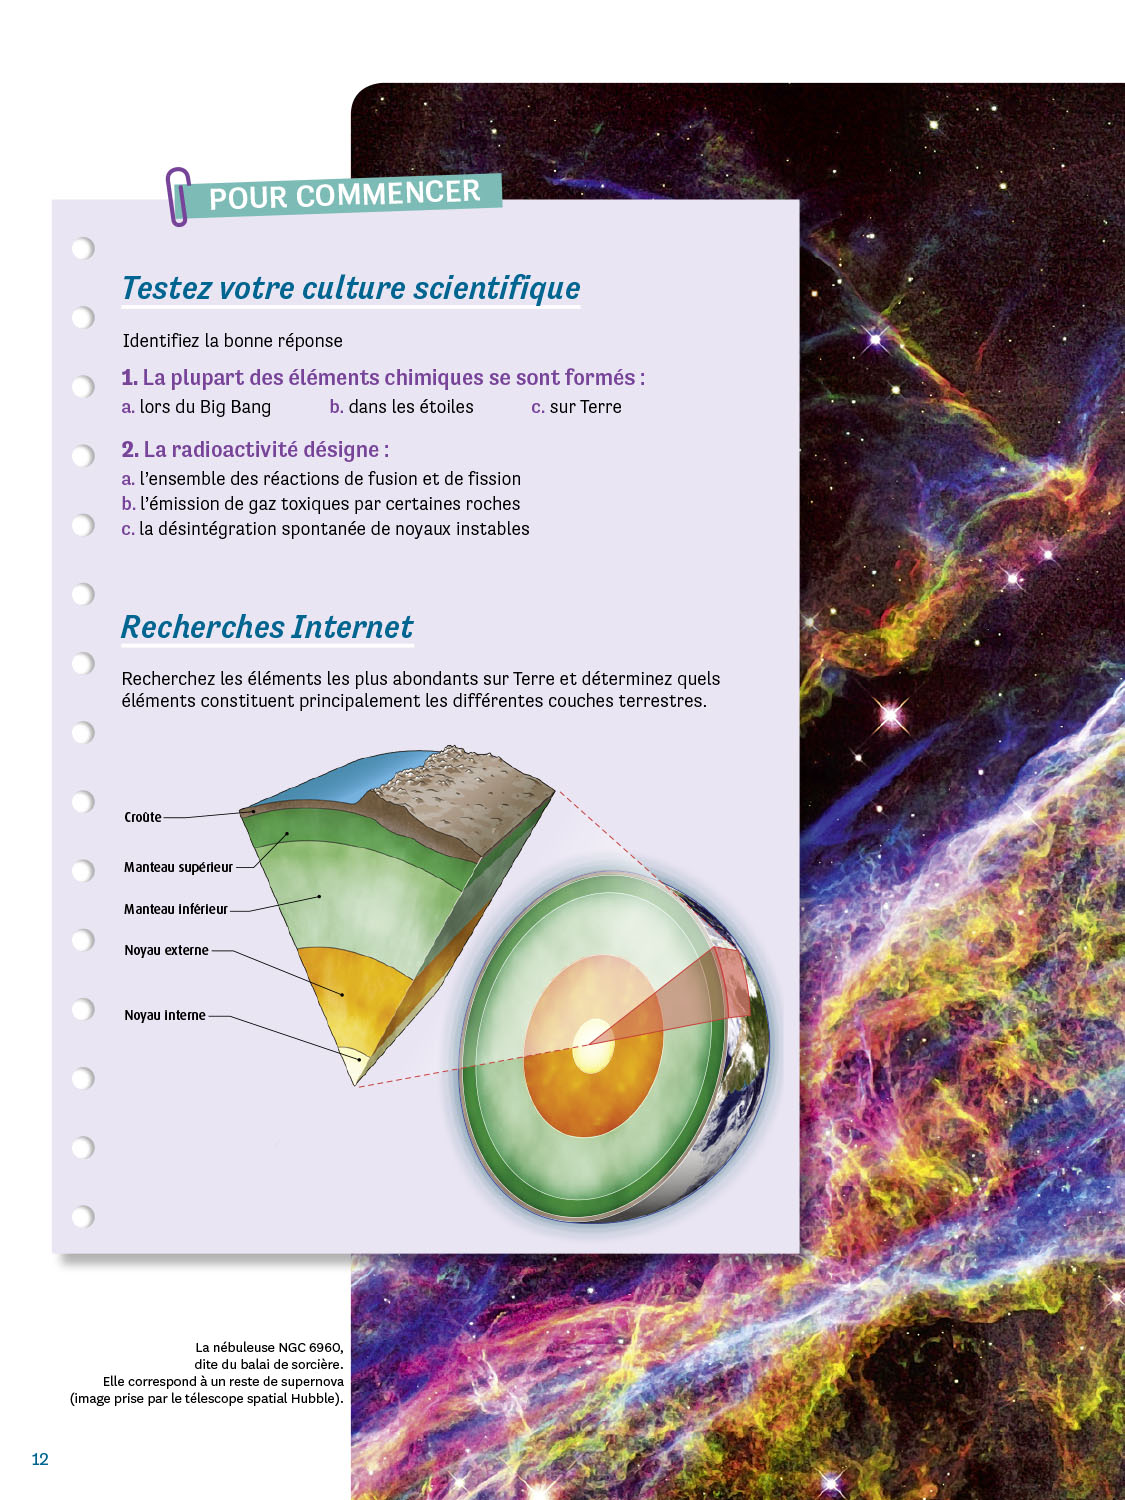 POUR COMMENCER
Testez votre culture scientifique
Identifiez la bonne réponse
1. La plupart des éléments chimiques se sont formés :
a. lors du Big Bang b. dans les étoiles c. sur Terre
2. La radioactivité désigne :
a. l’ensemble des réactions de fusion et de fission
b. l’émission de gaz toxiques par certaines roches
c. la désintégration spontanée de noyaux instables
Recherches Internet
Recherchez les éléments les plus abondants sur Terre et déterminez quels
éléments constituent principalement les différentes couches terrestres.
Croûte
Manteau supérieur
Manteau inférieur
Noyau externe
Noyau interne
La nébuleuse NGC 6960,
dite du balai de sorcière.
Elle correspond à un reste de supernova
(image prise par le télescope spatial Hubble).
12